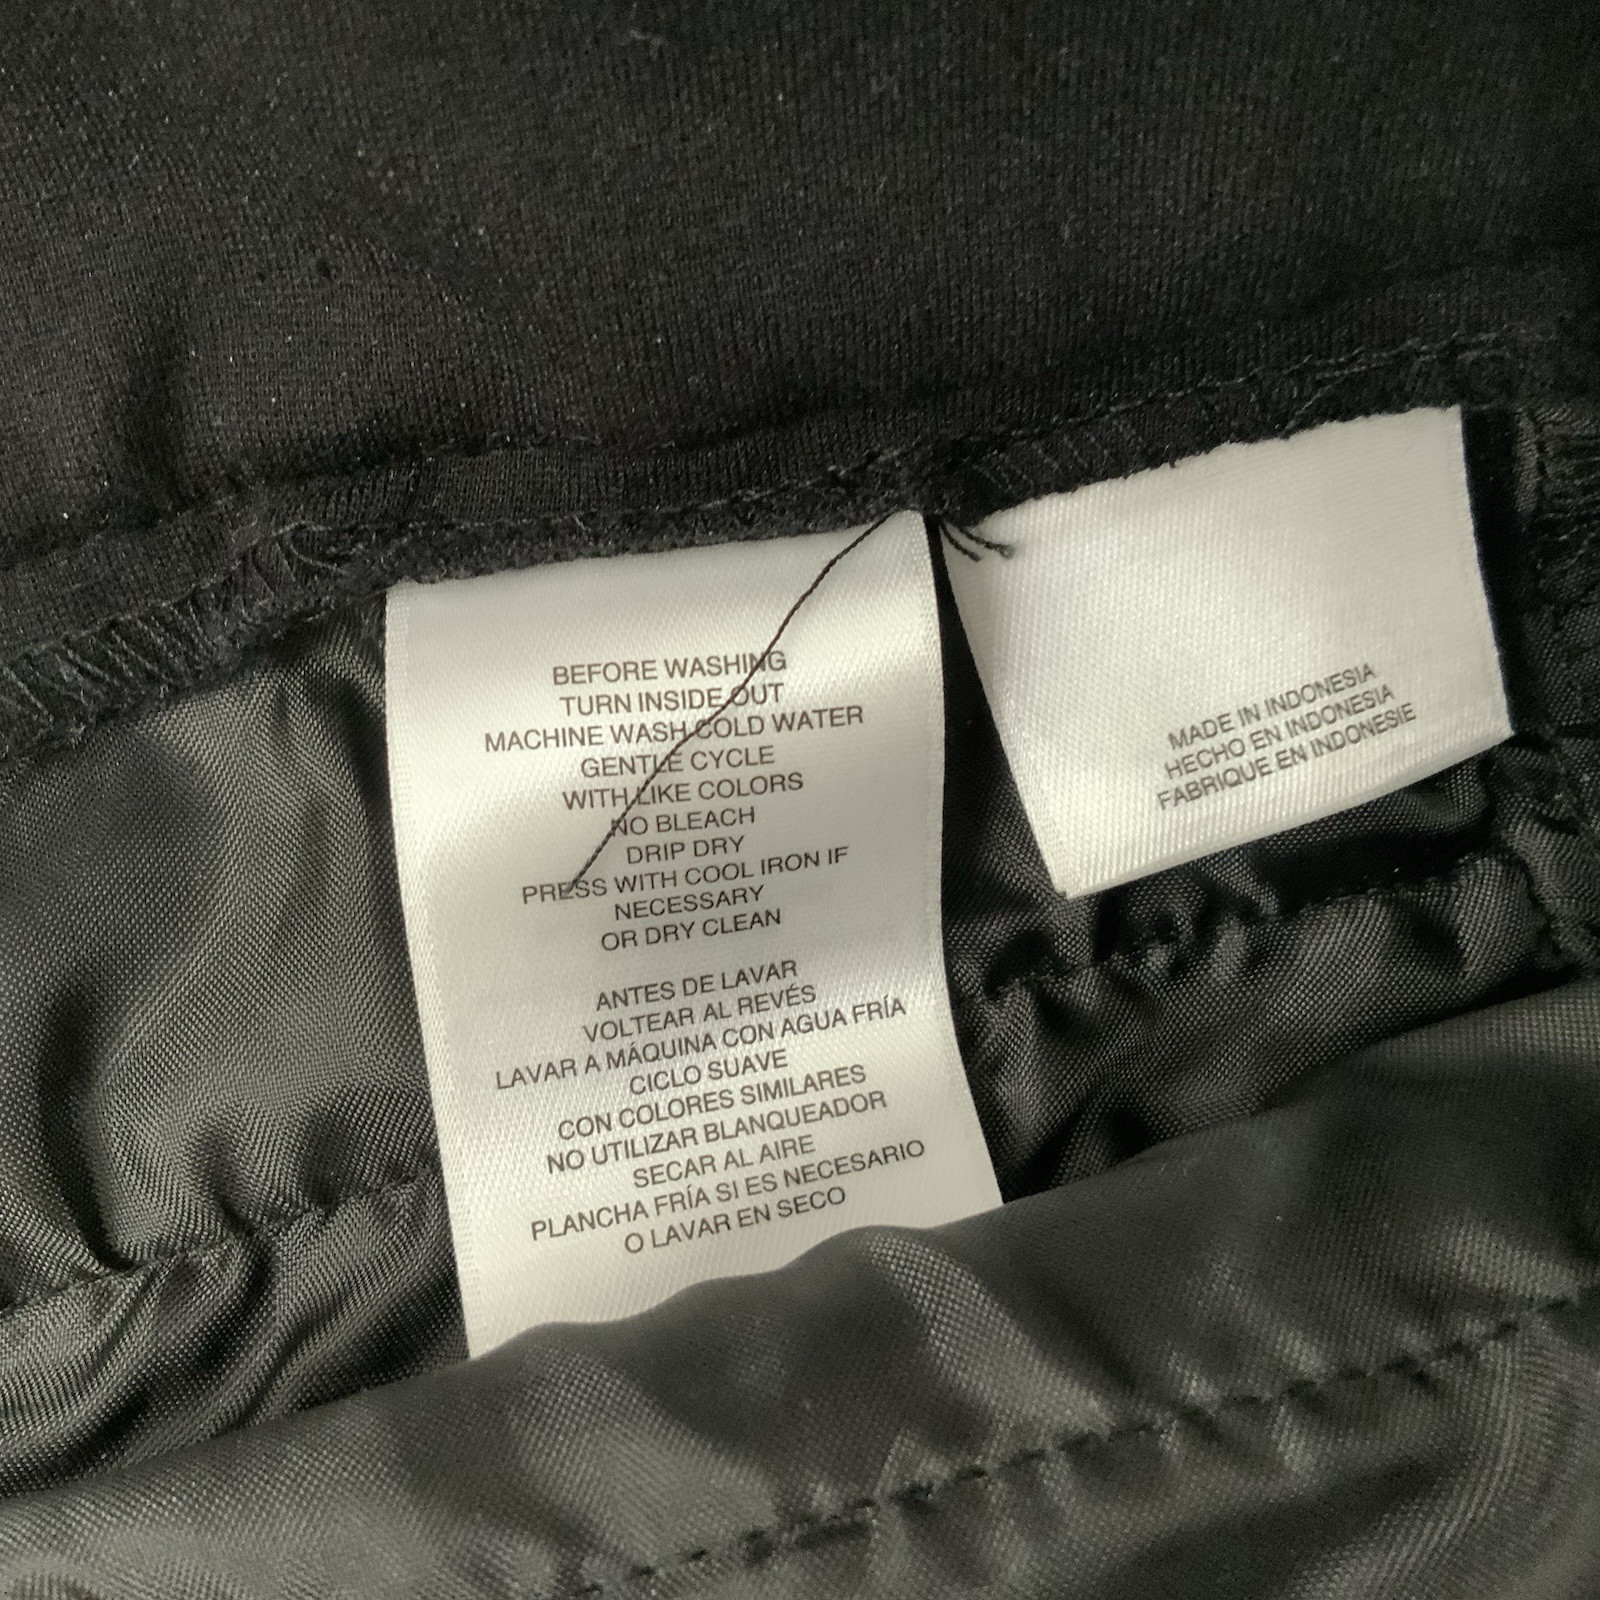 BEFORE WASHING
TURN INSIDE OUT
MACHINE WASH COLD WATER
GENTLE CYCLE
WITH LIKE COLORS
NO BLEACH
DRIP DRY
PRESS WITH COOL IRON IF
NECESSARY
OR DRY CLEAN
ANTES DE LAVAR
VOLTEAR AL REVÉS
LAVAR A MÁQUINA CON AGUA FRÍA
CICLO SUAVE
CON COLORES SIMILARES
NO UTILIZAR BLANQUEADOR
SECAR AL AIRE
PLANCHA FRÍA SI ES NECESARIO
O LAVAR EN SECO
MADE IN INDONESIA
HECHO EN INDONESIA
FABRIQUE EN INDONESIE